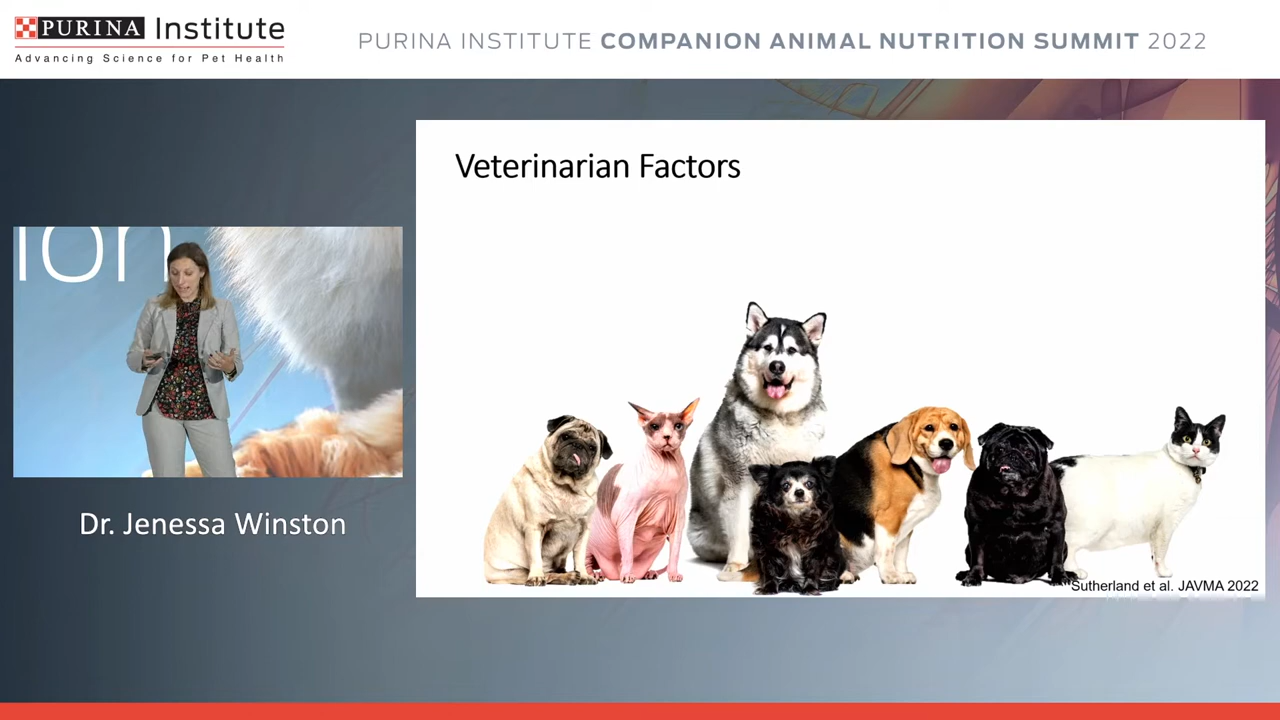 PURINA Institute
Advancing Science for Pet Health
PURINA INSTITUTE COMPANION ANIMAL NUTRITION SUMMIT 2022
Veterinarian Factors
ion
Dr. Jenessa Winston
Sutherland et al. JAVMA 2022